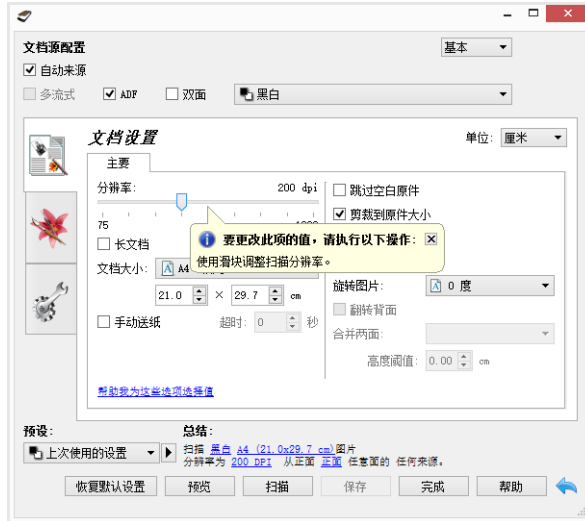 文档源配置
基本
自动来源
多流式
ADF
双面
黑白
文档设置
单位: 厘米
主要
分辨率: 200 dpi
75
跳过空白原件
剪裁到原件大小
要更改此项的值，请执行以下操作:
使用滑块调整扫描分辨率。
长文档
文档大小: A4
21.0 × 29.7 cm
手动送纸 超时: 0 秒
旋转图片: 0 度
翻转背面
合并两面:
高度阈值: 0.00 cm
帮助我为这些选项选择值
预设:
上次使用的设置
总结:
扫描 黑白 A4 (21.0x29.7 cm)图片
分辨率为 200 DPI 从正面 正面 任意面的 任何来源。
恢复默认设置
预览
扫描
保存
完成
帮助